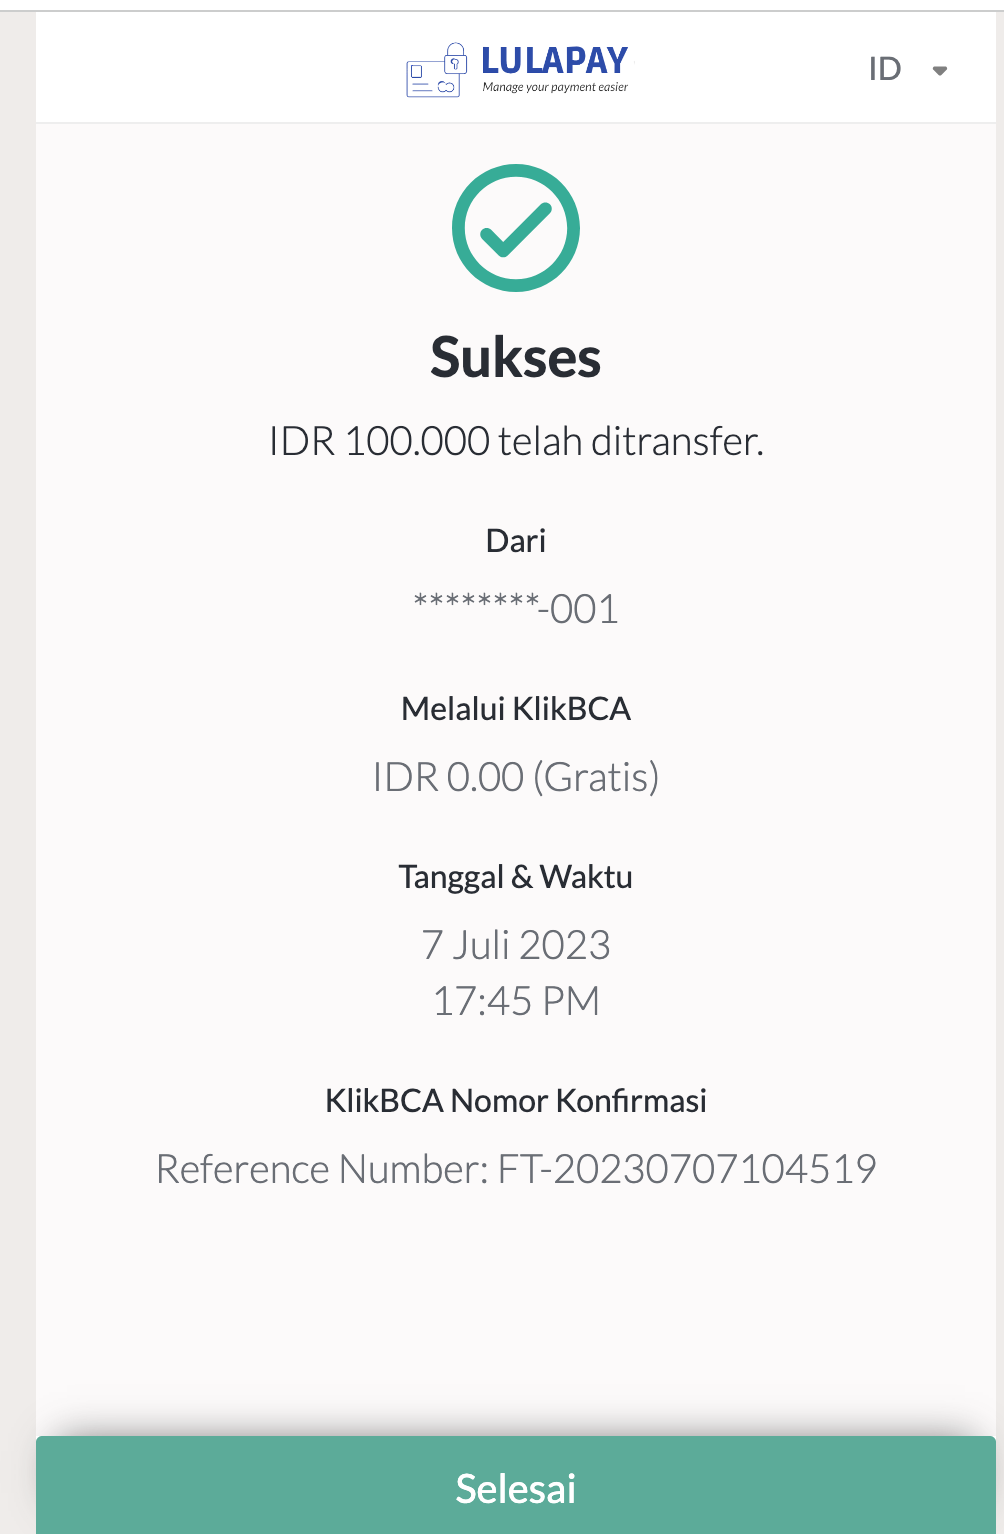 LULAPAY
Manage your payment easier
ID
Sukses
IDR 100.000 telah ditransfer.
Dari
********-001
Melalui KlikBCA
IDR 0.00 (Gratis)
Tanggal & Waktu
7 Juli 2023
17:45 PM
KlikBCA Nomor Konfirmasi
Reference Number: FT-20230707104519
Selesai